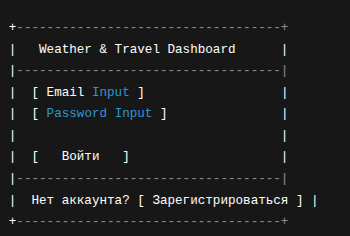 +-----------------------------------+
|   Weather & Travel Dashboard      |
|-----------------------------------|
|  [ Email Input ]                  |
|  [ Password Input ]               |
|                                   |
|  [   Войти   ]                    |
|-----------------------------------|
|  Нет аккаунта? [ Зарегистрироваться ] |
+-----------------------------------+